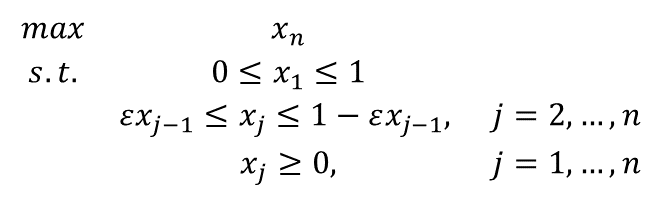 max x_n
s.t. 0 ≤ x_1 ≤ 1
εx_{j−1} ≤ x_j ≤ 1 − εx_{j−1}, j = 2, …, n
x_j ≥ 0, j = 1, …, n